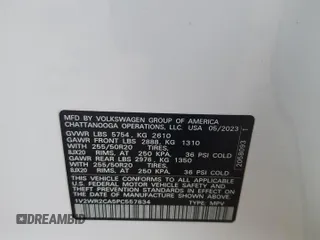 MFD BY VOLKSWAGEN GROUP OF AMERICA
CHATTANOOGA OPERATIONS, LLC. USA 05/2023
GVWR LBS 5754, KG 2610
GAWR FRONT LBS 2888, KG 1310
WITH 255/50R20 TIRES,
8JX20 RIMS, AT 250 KPA 36 PSI COLD
GAWR REAR LBS 2976, KG 1350
WITH 255/50R20 TIRES,
8JX20 RIMS, AT 250 KPA 36 PSI COLD
THIS VEHICLE CONFORMS TO ALL APPLICABLE
FEDERAL MOTOR VEHICLE SAFETY AND
THEFT PREVENTION STANDARDS IN EFFECT ON
THE DATE OF MANUFACTURE SHOWN ABOVE.
1V2WR2CA5PC557834 TYPE: MPV
DREAMBID